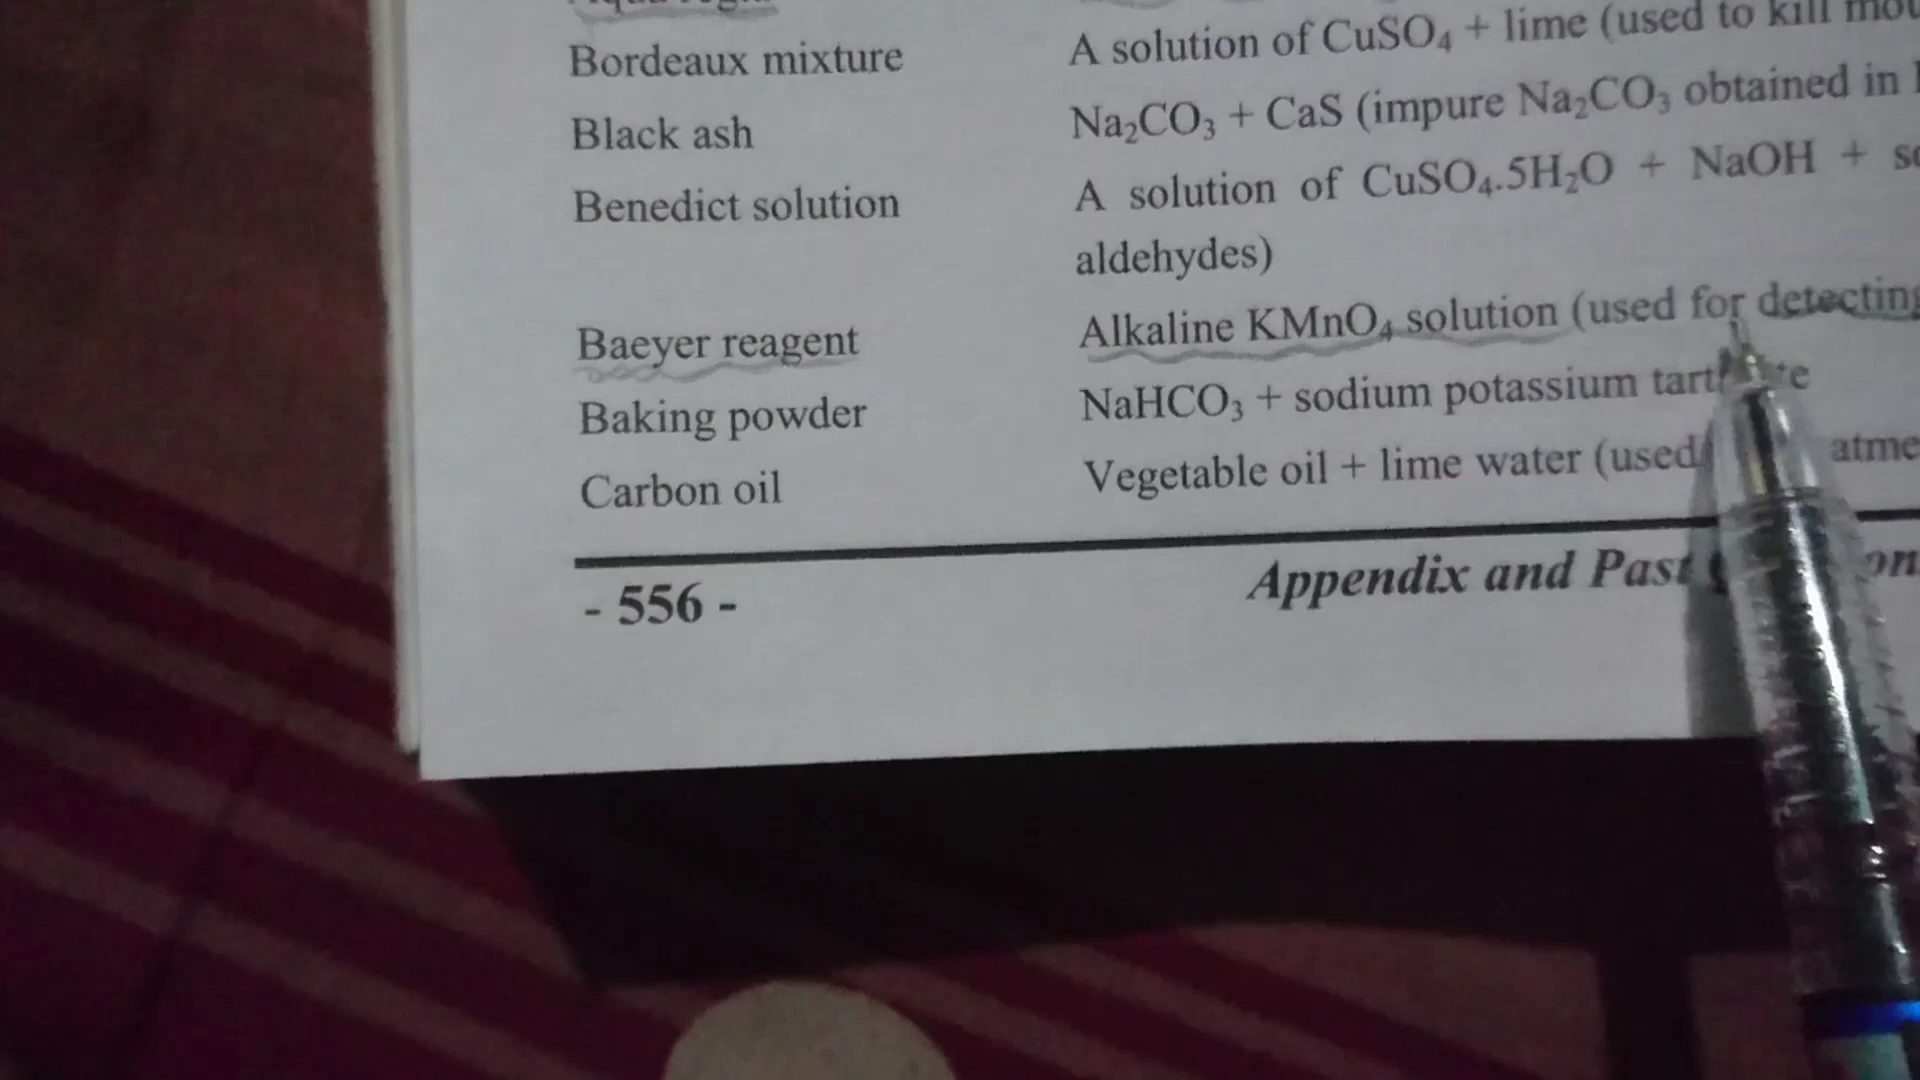 Bordeaux mixture A solution of CuSO₄ + lime (used to kill
Black ash Na₂CO₃ + CaS (impure Na₂CO₃ obtained in
Benedict solution A solution of CuSO₄.5H₂O + NaOH +
aldehydes)
Baeyer reagent Alkaline KMnO₄ solution (used for detecting
Baking powder NaHCO₃ + sodium potassium
Carbon oil Vegetable oil + lime water (used
- 556 - Appendix and Past